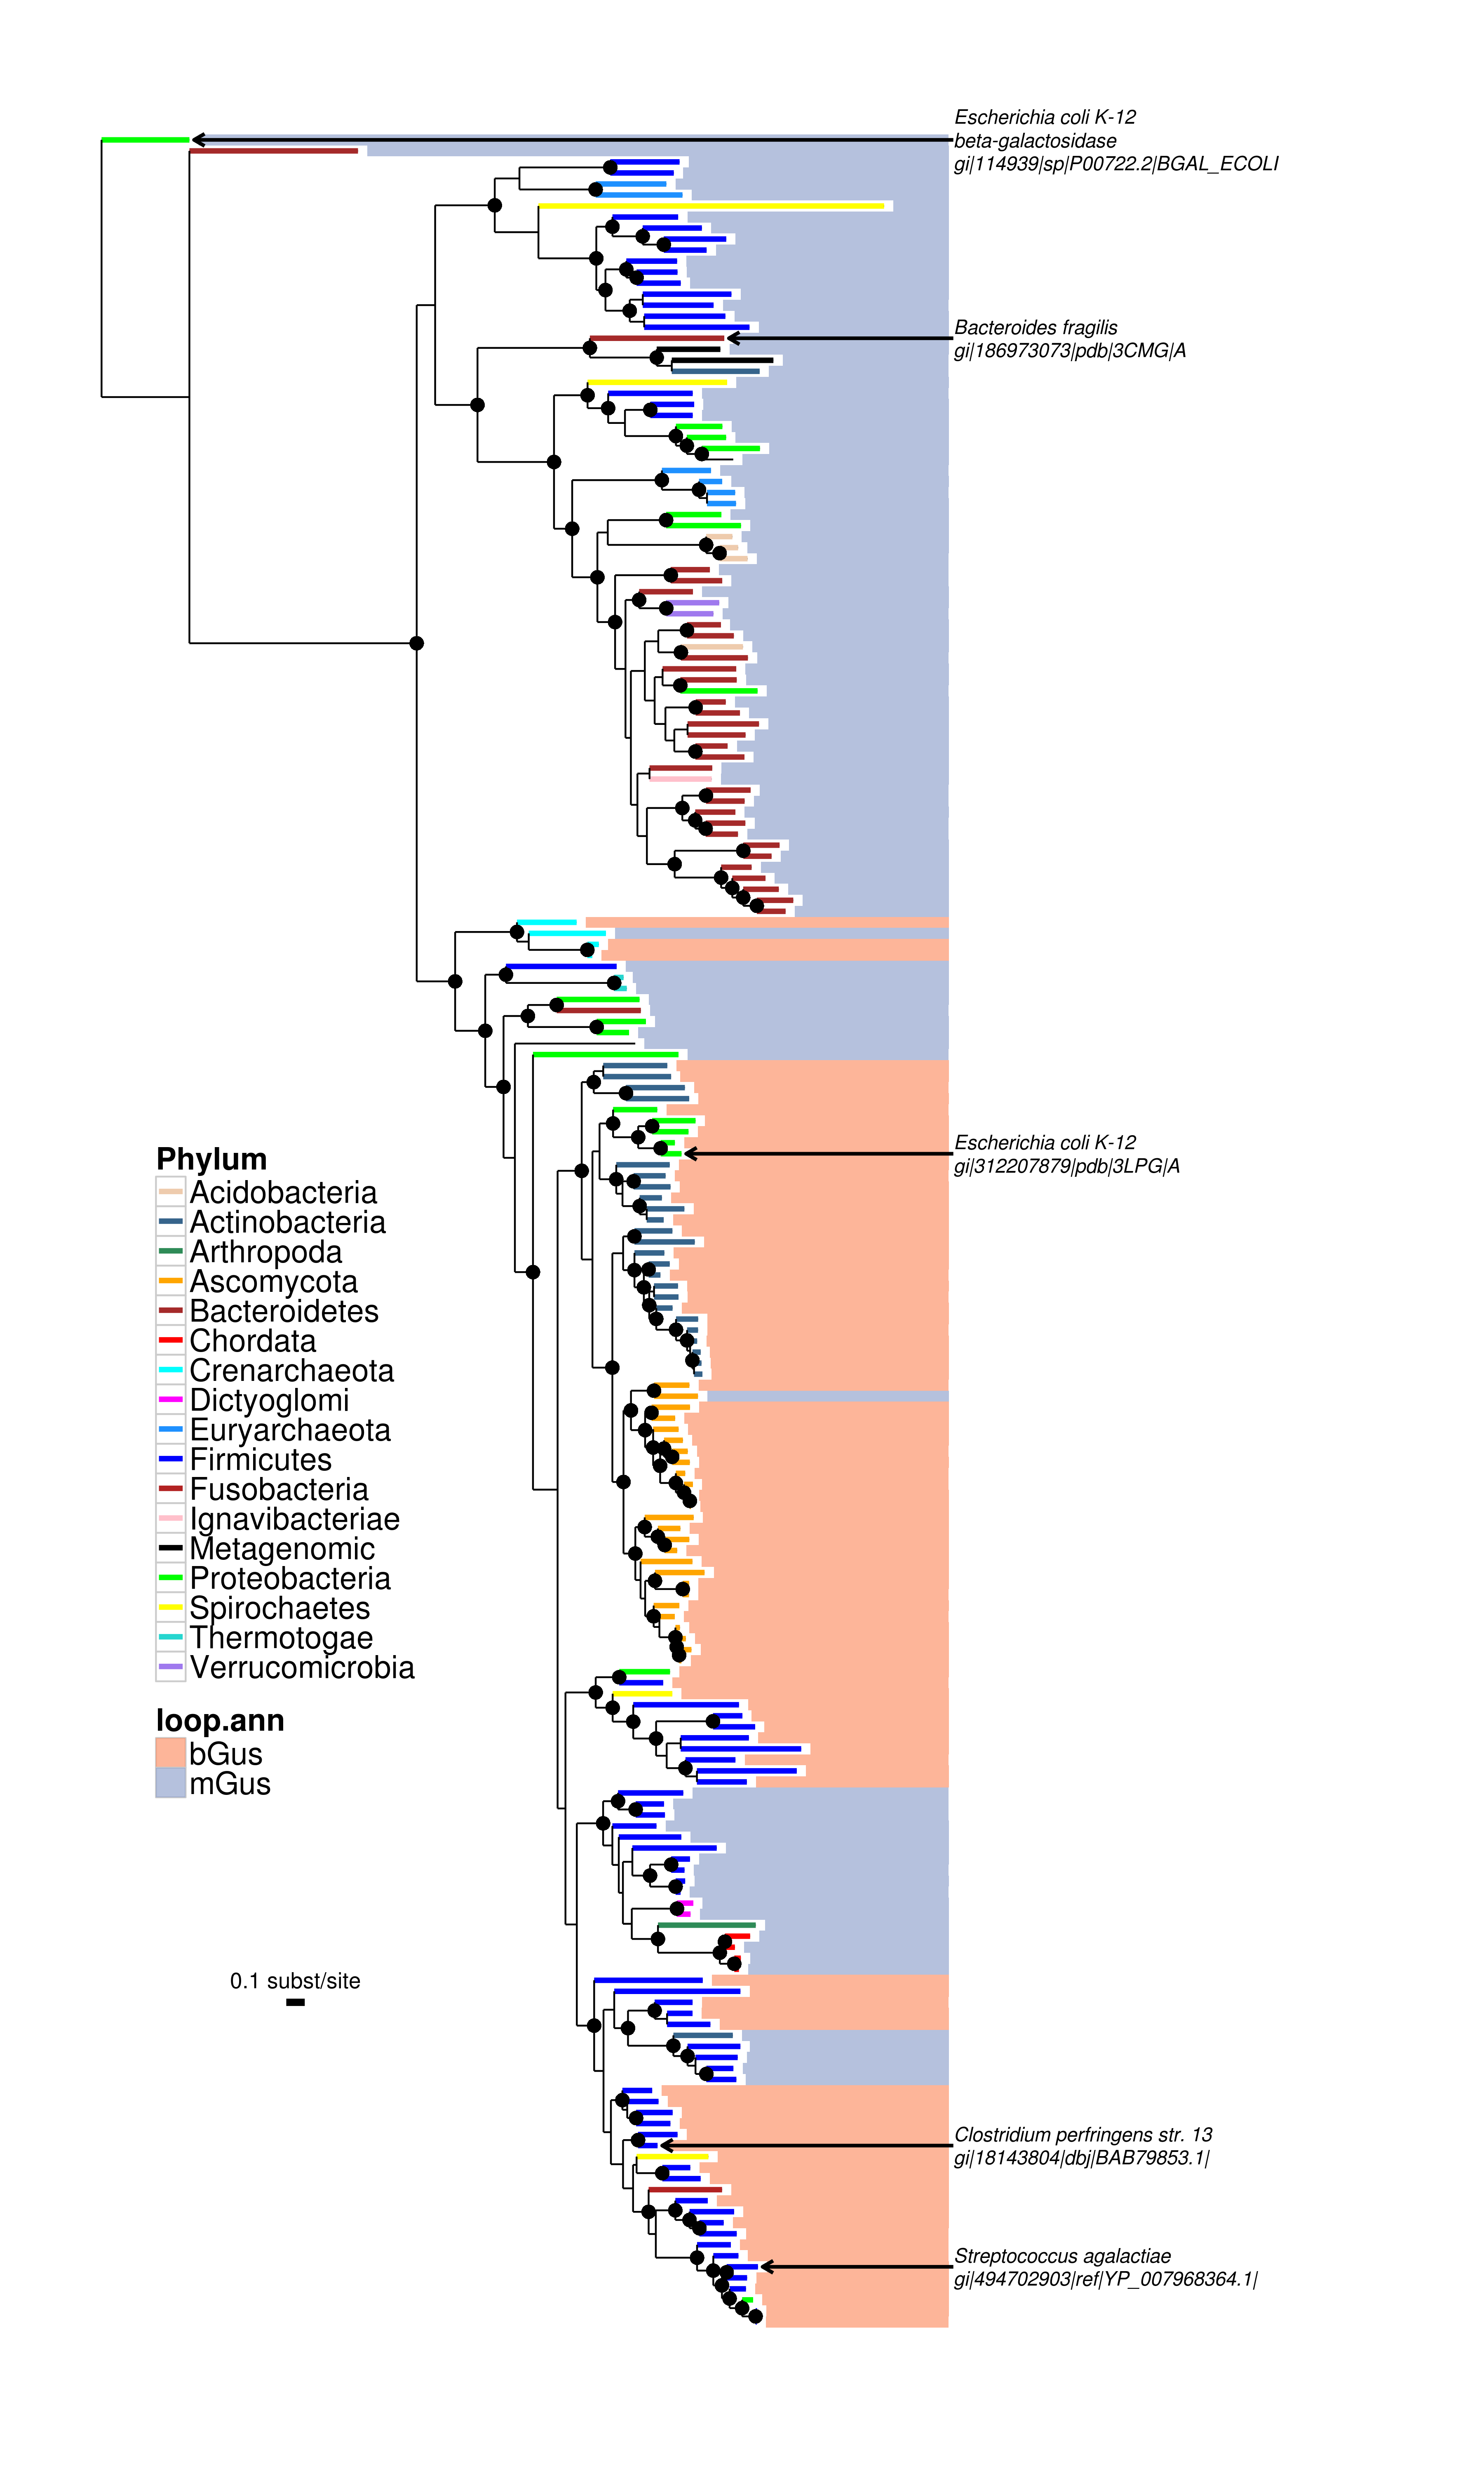 Escherichia coli K-12
beta-galactosidase
gi|114939|sp|P00722.2|BGAL_ECOLI
Bacteroides fragilis
gi|186973073|pdb|3CMG|A
Escherichia coli K-12
gi|312207879|pdb|3LPG|A
Phylum
Acidobacteria
Actinobacteria
Arthropoda
Ascomycota
Bacteroidetes
Chordata
Crenarchaeota
Dictyoglomi
Euryarchaeota
Firmicutes
Fusobacteria
Ignavibacteriae
Metagenomic
Proteobacteria
Spirochaetes
Thermotogae
Verrucomicrobia
loop.ann
bGus
mGus
0.1 subst/site
Clostridium perfringens str. 13
gi|18143804|dbj|BAB79853.1|
Streptococcus agalactiae
gi|494702903|ref|YP_007968364.1|